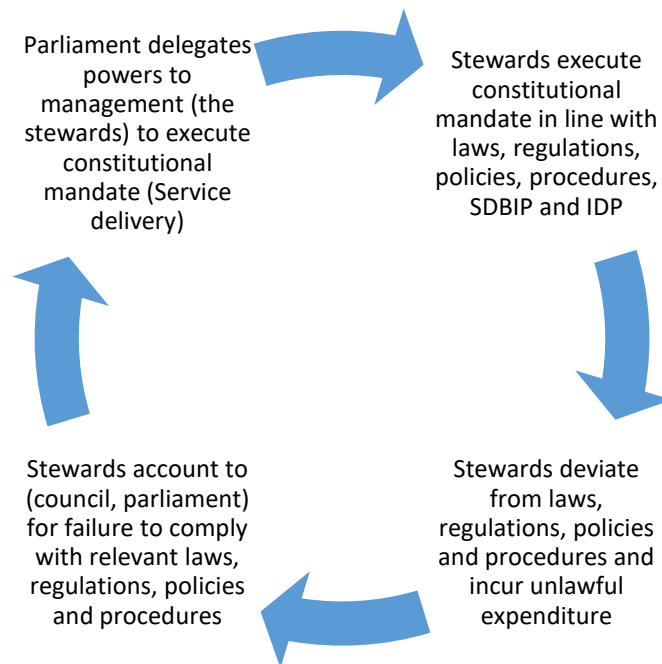 Parliament delegates
powers to
management (the
stewards) to execute
constitutional
mandate (Service
delivery)
Stewards execute
constitutional
mandate in line with
laws, regulations,
policies, procedures,
SDBIP and IDP
Stewards deviate
from laws,
regulations, policies
and procedures and
incur unlawful
expenditure
Stewards account to
(council, parliament)
for failure to comply
with relevant laws,
regulations, policies
and procedures